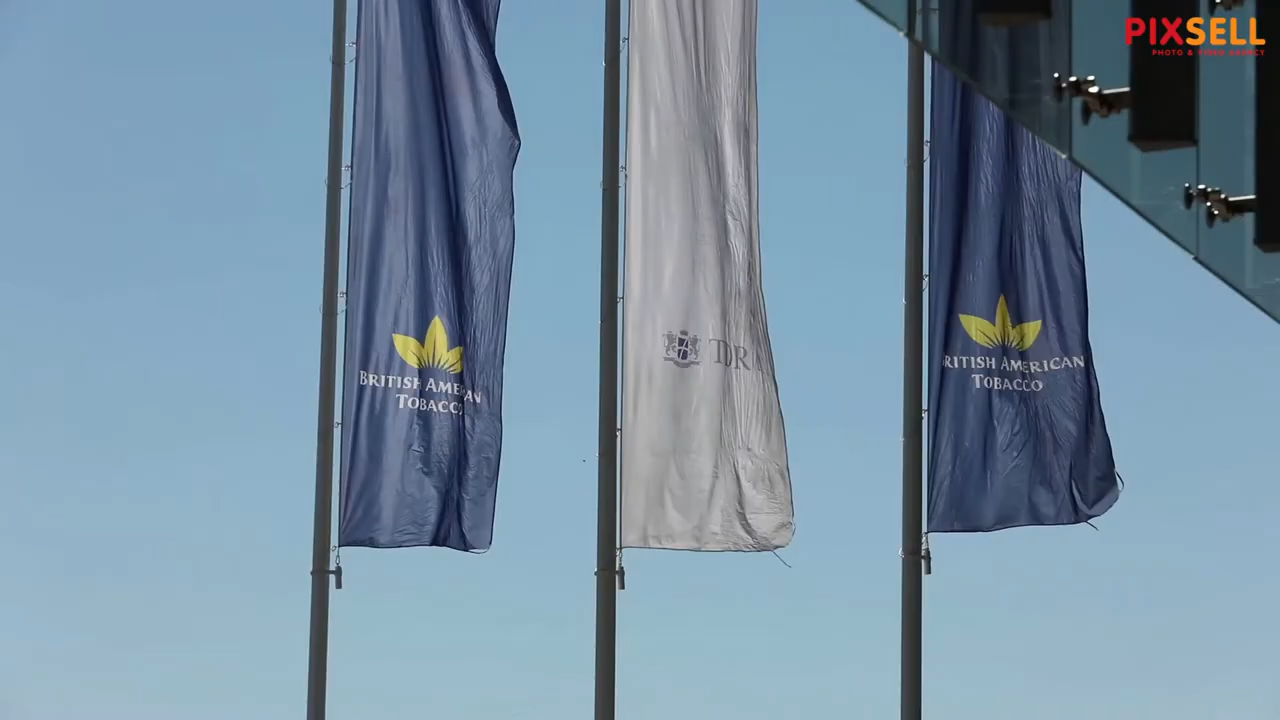 PIXSELL
PHOTO & VIDEO AGENCY
BRITISH AMERICAN
TOBACCO
TDR
BRITISH AMERICAN
TOBACCO